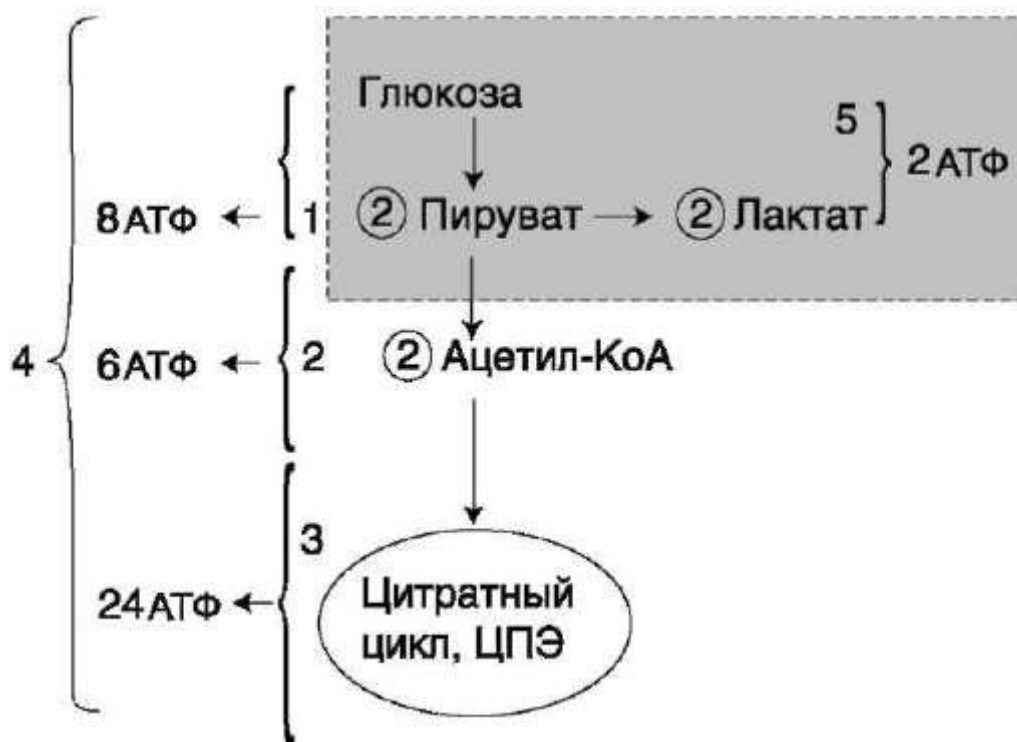 Глюкоза
5
2 АТФ
8 АТФ
1
2 Пируват
2 Лактат
4
6 АТФ
2
2 Ацетил-КоА
3
24 АТФ
Цитратный
цикл, ЦПЭ